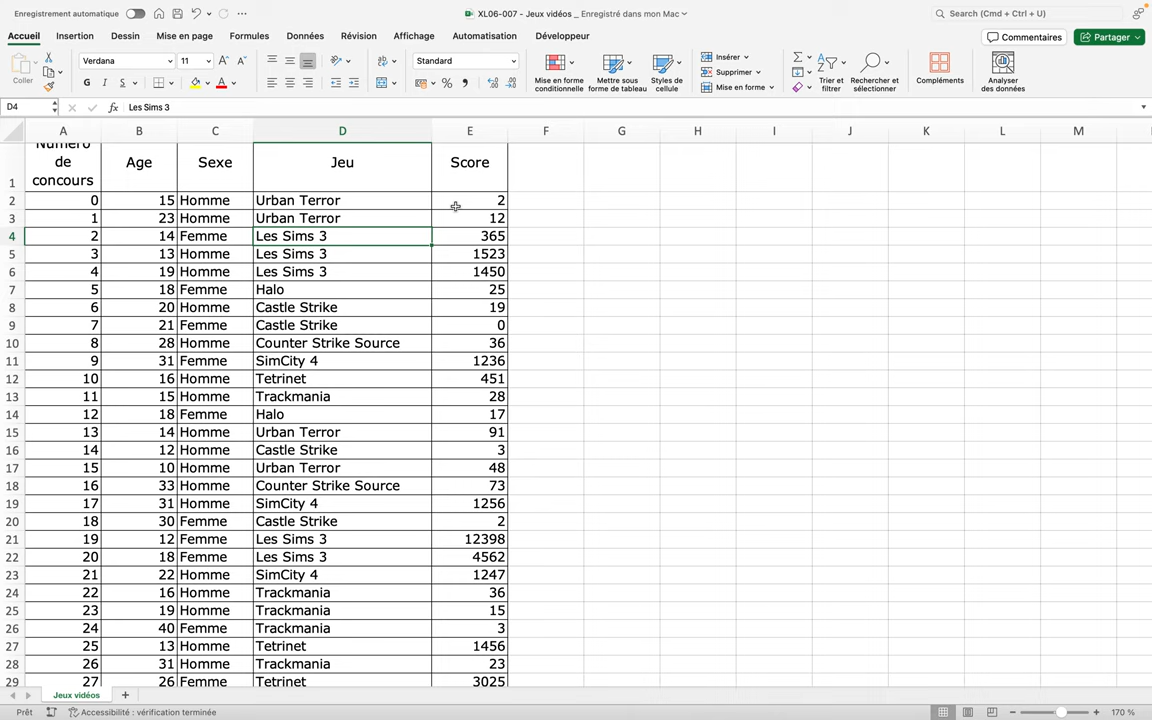 Enregistrement automatique
XL06-007 - Jeux vidéos — Enregistré dans mon Mac
Search (Cmd + Ctrl + U)
Accueil Insertion Dessin Mise en page Formules Données Révision Affichage Automatisation Développeur
Commentaires Partager
Coller
Verdana 11
G I S A
Standard
Mise en forme conditionnelle
Mettre sous forme de tableau
Styles de cellule
Insérer
Supprimer
Mise en forme
Trier et filtrer
Rechercher et sélectionner
Compléments
Analyser des données
D4 fx Les Sims 3
A B C D E F G H I J K L M
1 Numéro de concours Age Sexe Jeu Score
2 0 15 Homme Urban Terror 2
3 1 23 Homme Urban Terror 12
4 2 14 Femme Les Sims 3 365
5 3 13 Homme Les Sims 3 1523
6 4 19 Homme Les Sims 3 1450
7 5 18 Femme Halo 25
8 6 20 Homme Castle Strike 19
9 7 21 Femme Castle Strike 0
10 8 28 Homme Counter Strike Source 36
11 9 31 Femme SimCity 4 1236
12 10 16 Homme Tetrinet 451
13 11 15 Homme Trackmania 28
14 12 18 Femme Halo 17
15 13 14 Homme Urban Terror 91
16 14 12 Homme Castle Strike 3
17 15 10 Homme Urban Terror 48
18 16 33 Homme Counter Strike Source 73
19 17 31 Homme SimCity 4 1256
20 18 30 Femme Castle Strike 2
21 19 12 Femme Les Sims 3 12398
22 20 18 Femme Les Sims 3 4562
23 21 22 Homme SimCity 4 1247
24 22 16 Homme Trackmania 36
25 23 19 Homme Trackmania 15
26 24 40 Femme Trackmania 3
27 25 13 Homme Tetrinet 1456
28 26 31 Homme Trackmania 23
29 27 26 Femme Tetrinet 3025
Jeux vidéos
Prêt Accessibilité : vérification terminée 170 %